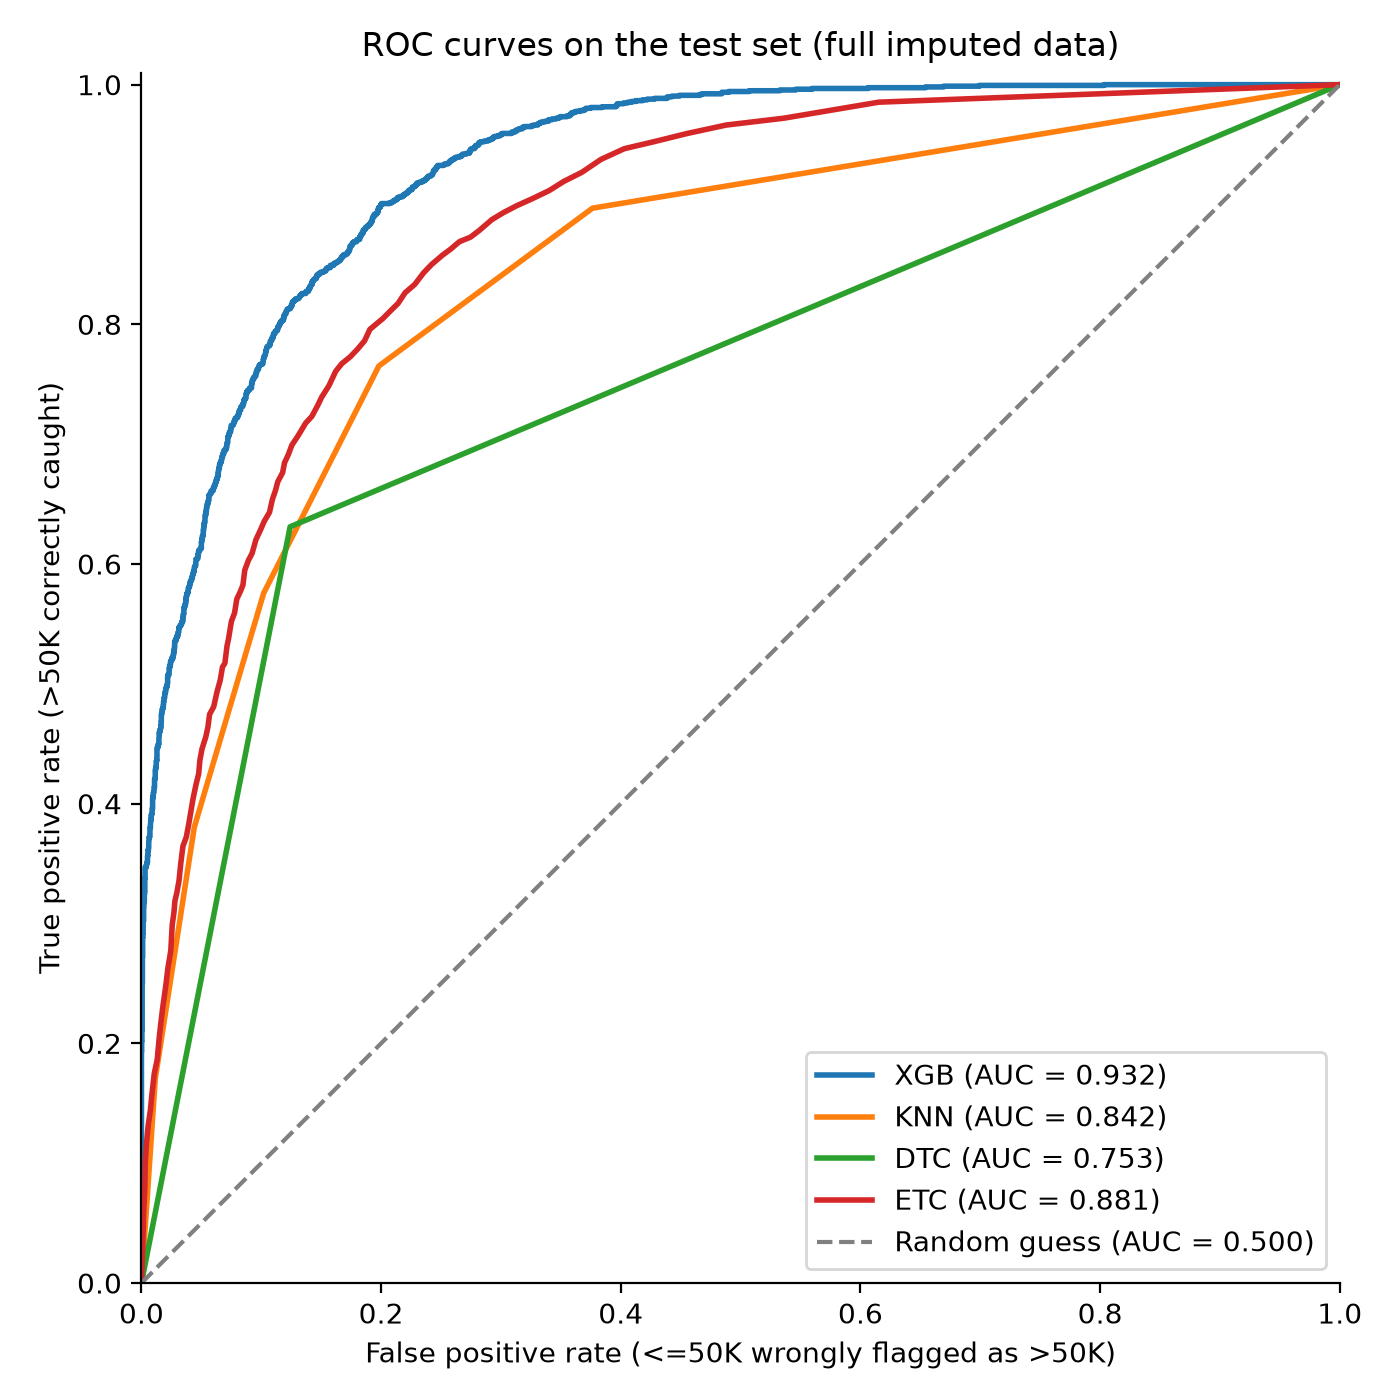 ROC curves on the test set (full imputed data)
1.0
0.8
0.6
0.4
0.2
0.0
True positive rate (>50K correctly caught)
0.0 0.2 0.4 0.6 0.8 1.0
False positive rate (<=50K wrongly flagged as >50K)
XGB (AUC = 0.932)
KNN (AUC = 0.842)
DTC (AUC = 0.753)
ETC (AUC = 0.881)
Random guess (AUC = 0.500)